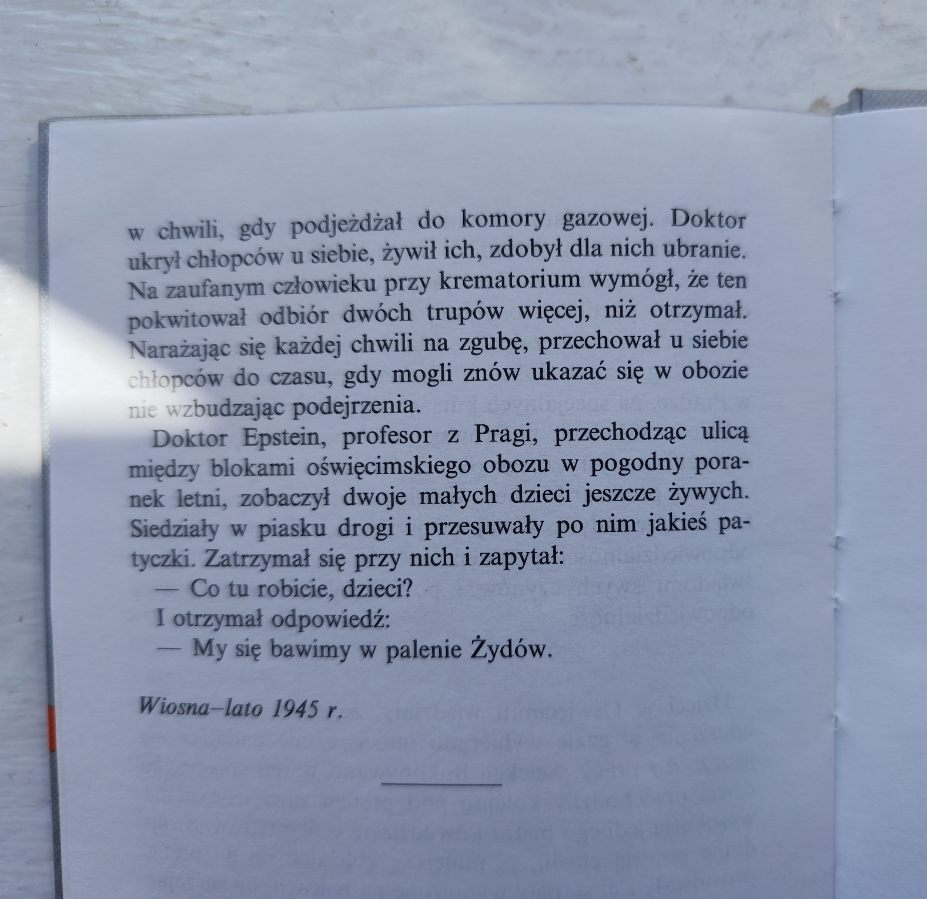 w chwili, gdy podjeżdżał do komory gazowej. Doktor
ukrył chłopców u siebie, żywił ich, zdobył dla nich ubranie.
Na zaufanym człowieku przy krematorium wymógł, że ten
pokwitował odbiór dwóch trupów więcej, niż otrzymał.
Narażając się każdej chwili na zgubę, przechował u siebie
chłopców do czasu, gdy mogli znów ukazać się w obozie
nie wzbudzając podejrzenia.
Doktor Epstein, profesor z Pragi, przechodząc ulicą
między blokami oświęcimskiego obozu w pogodny pora-
nek letni, zobaczył dwoje małych dzieci jeszcze żywych.
Siedziały w piasku drogi i przesuwały po nim jakieś pa-
tyczki. Zatrzymał się przy nich i zapytał:
— Co tu robicie, dzieci?
I otrzymał odpowiedź:
— My się bawimy w palenie Żydów.
Wiosna–lato 1945 r.